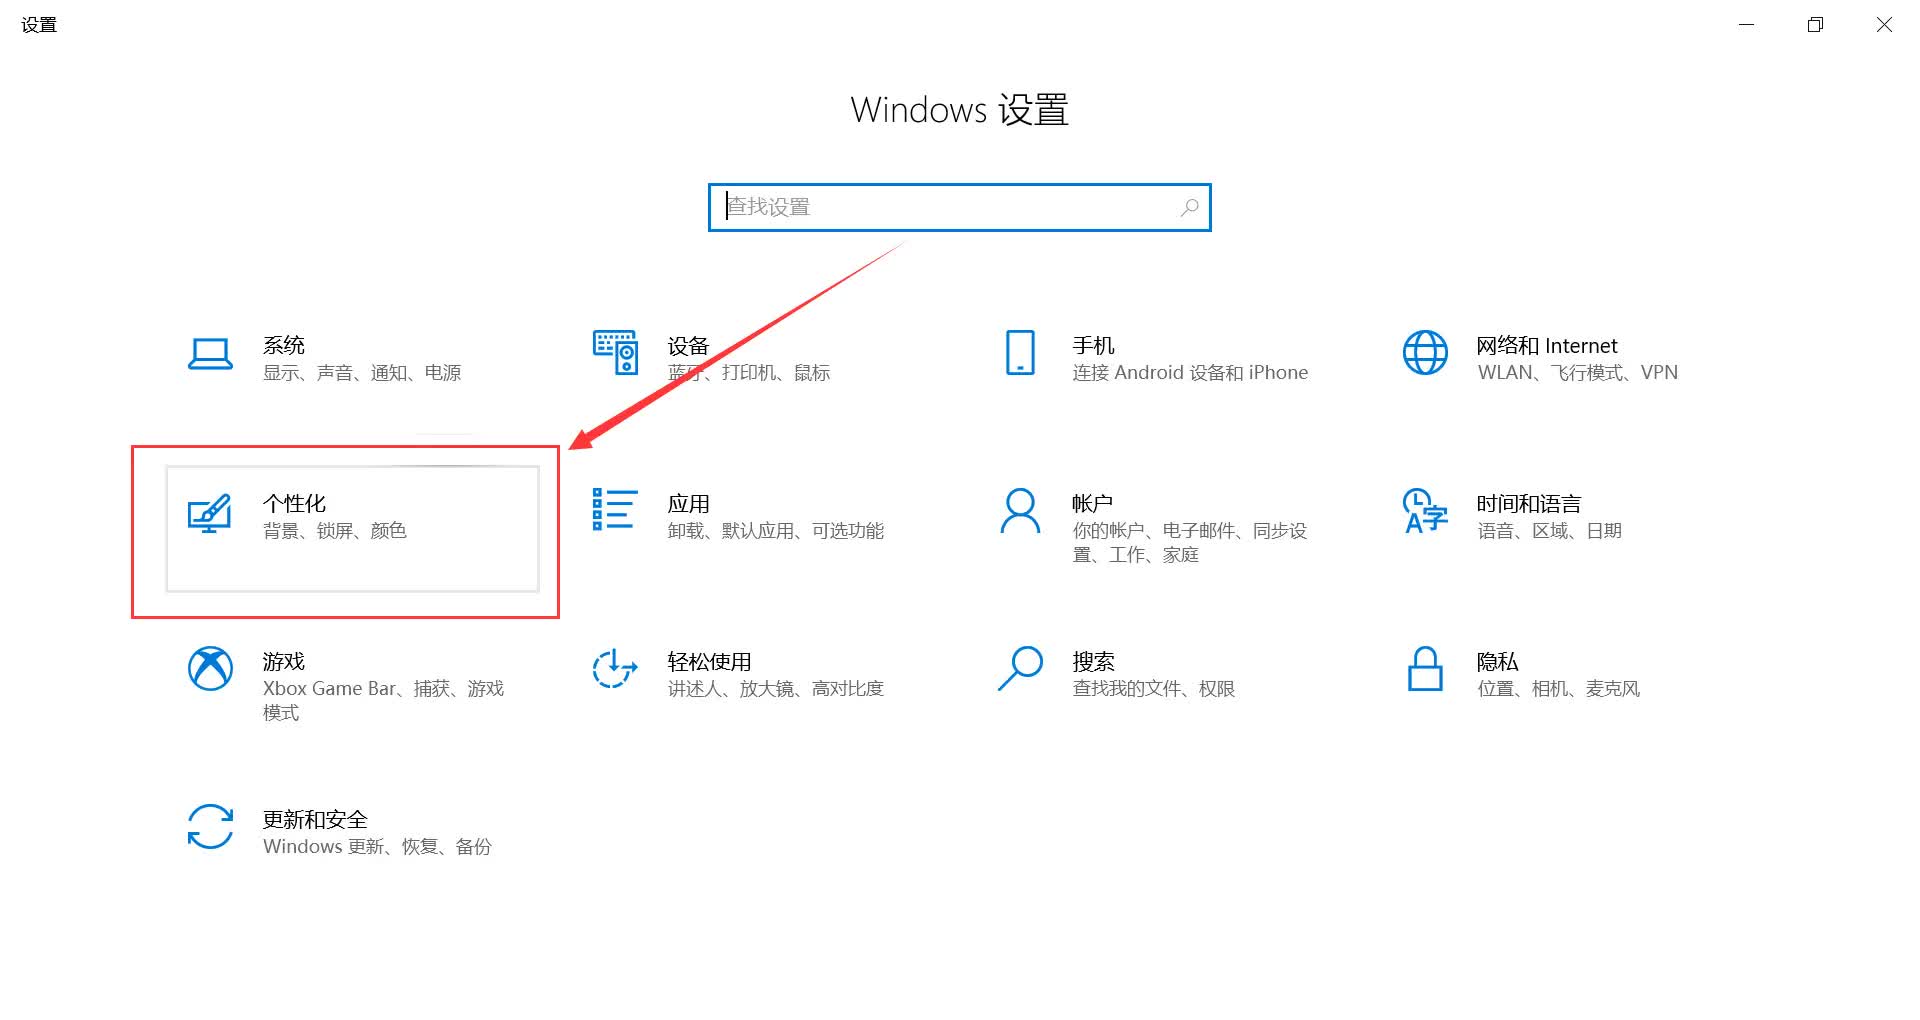 设置
Windows 设置
查找设置
系统
显示、声音、通知、电源
设备
蓝牙、打印机、鼠标
手机
连接 Android 设备和 iPhone
网络和 Internet
WLAN、飞行模式、VPN
个性化
背景、锁屏、颜色
应用
卸载、默认应用、可选功能
帐户
你的帐户、电子邮件、同步设
置、工作、家庭
时间和语言
语音、区域、日期
游戏
Xbox Game Bar、捕获、游戏
模式
轻松使用
讲述人、放大镜、高对比度
搜索
查找我的文件、权限
隐私
位置、相机、麦克风
更新和安全
Windows 更新、恢复、备份